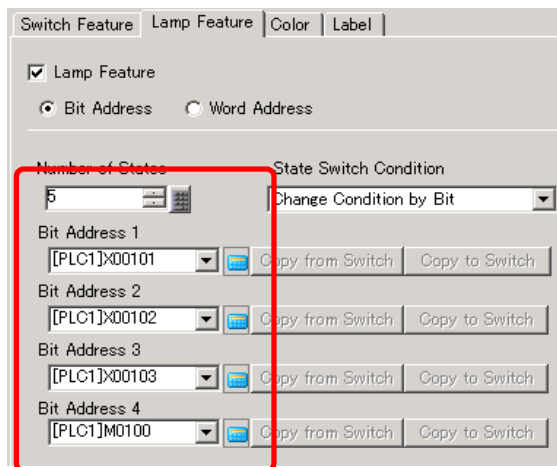 Switch Feature Lamp Feature Color Label
Lamp Feature
Bit Address Word Address
Number of States State Switch Condition
5 Change Condition by Bit
Bit Address 1
[PLC1]X00101 Copy from Switch Copy to Switch
Bit Address 2
[PLC1]X00102 Copy from Switch Copy to Switch
Bit Address 3
[PLC1]X00103 Copy from Switch Copy to Switch
Bit Address 4
[PLC1]M0100 Copy from Switch Copy to Switch